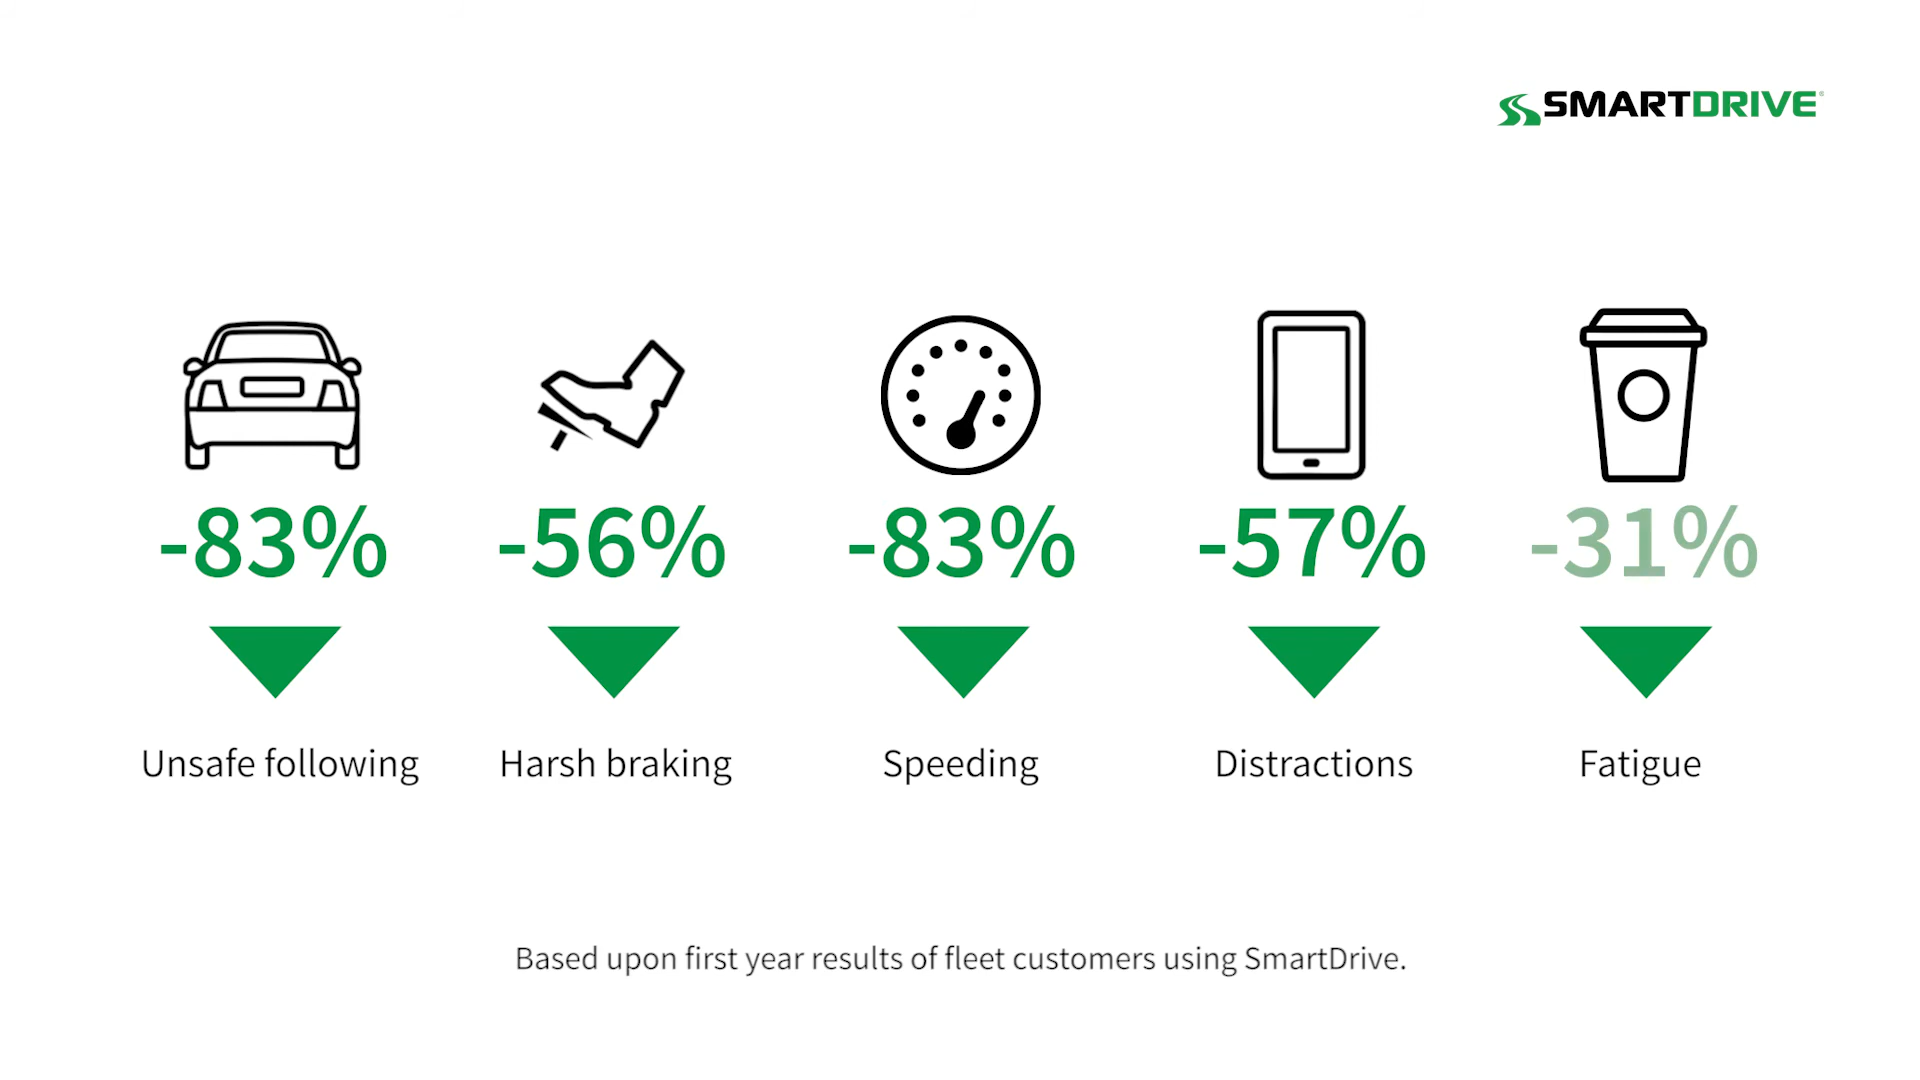 SMARTDRIVE®
-83%
-56%
-83%
-57%
-31%
Unsafe following
Harsh braking
Speeding
Distractions
Fatigue
Based upon first year results of fleet customers using SmartDrive.